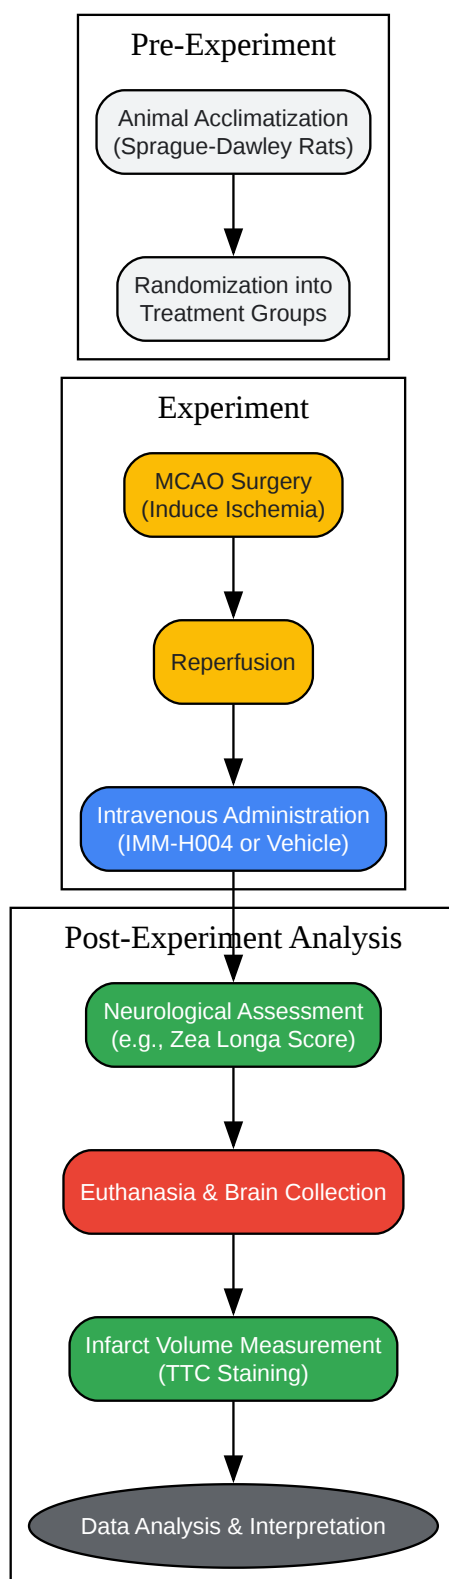 Pre-Experiment
Animal Acclimatization
(Sprague-Dawley Rats)
Randomization into
Treatment Groups
Experiment
MCAO Surgery
(Induce Ischemia)
Reperfusion
Intravenous Administration
(IMM-H004 or Vehicle)
Post-Experiment Analysis
Neurological Assessment
(e.g., Zea Longa Score)
Euthanasia & Brain Collection
Infarct Volume Measurement
(TTC Staining)
Data Analysis & Interpretation